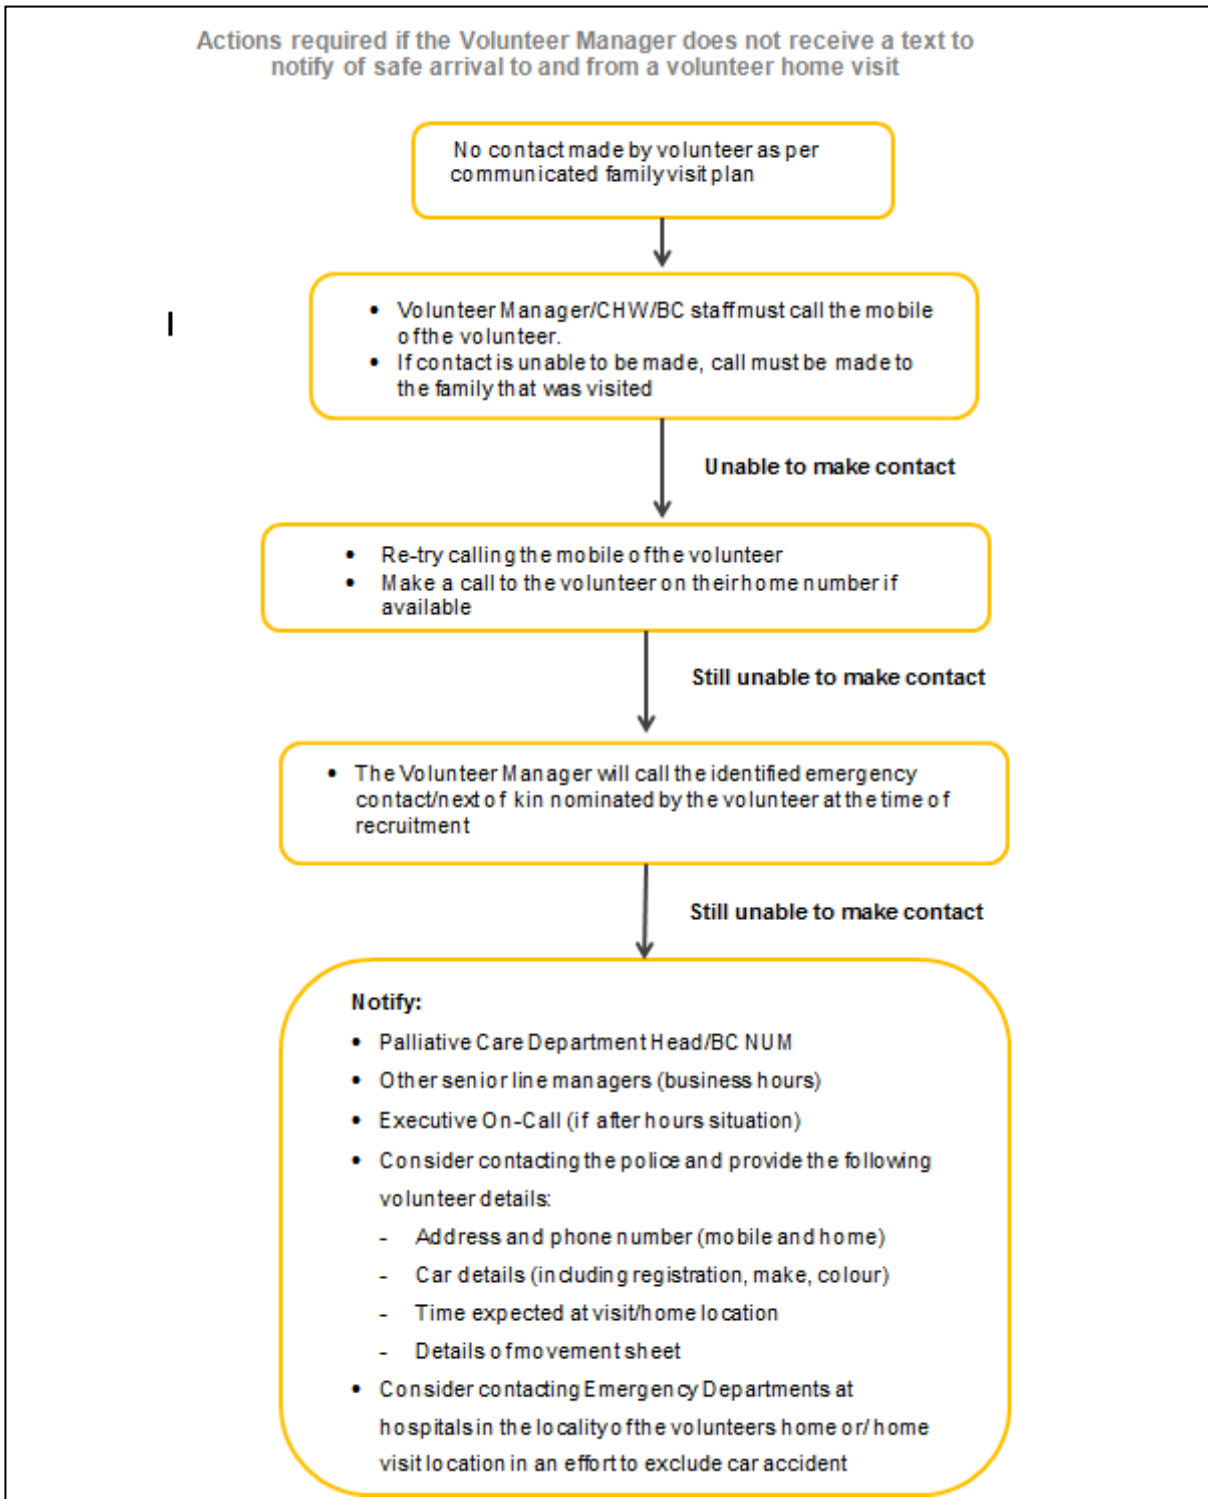 Actions required if the Volunteer Manager does not receive a text to
notify of safe arrival to and from a volunteer home visit
No contact made by volunteer as per
communicated family visit plan
• Volunteer Manager/CHW/BC staff must call the mobile
of the volunteer.
• If contact is unable to be made, call must be made to
the family that was visited
Unable to make contact
• Re-try calling the mobile of the volunteer
• Make a call to the volunteer on their home number if
available
Still unable to make contact
• The Volunteer Manager will call the identified emergency
contact/next of kin nominated by the volunteer at the time of
recruitment
Still unable to make contact
Notify:
• Palliative Care Department Head/BC NUM
• Other senior line managers (business hours)
• Executive On-Call (if after hours situation)
• Consider contacting the police and provide the following
volunteer details:
- Address and phone number (mobile and home)
- Car details (including registration, make, colour)
- Time expected at visit/home location
- Details of movement sheet
• Consider contacting Emergency Departments at
hospitals in the locality of the volunteers home or/ home
visit location in an effort to exclude car accident